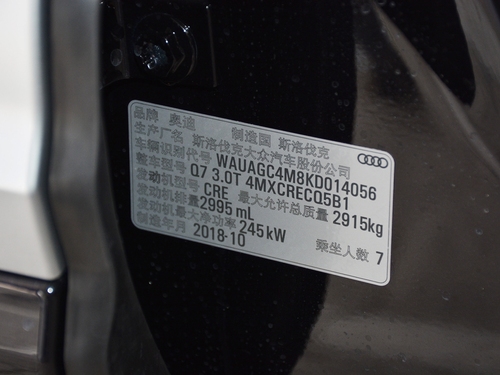 品牌 奥迪 制造国 斯洛伐克
生产厂名 斯洛伐克大众汽车股份公司
车辆识别代号 WAUAGC4M8KD014056
整车型号 Q7 3.0T 4MXCRECQ5B1
发动机型号 CRE 最大允许总质量 2915kg
发动机排量 2995 mL
发动机最大净功率 245kW 乘坐人数 7
制造年月 2018-10